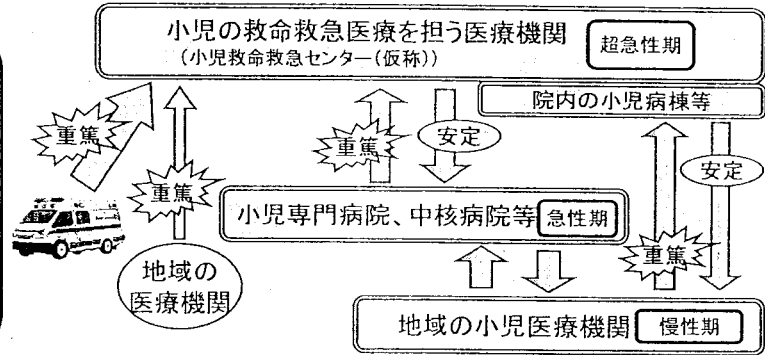 小児の救命救急医療を担う医療機関
(小児救命救急センター(仮称))
超急性期
院内の小児病棟等
重篤
重篤
重篤
安定
安定
小児専門病院、中核病院等
急性期
重篤
地域の
医療機関
地域の小児医療機関
慢性期